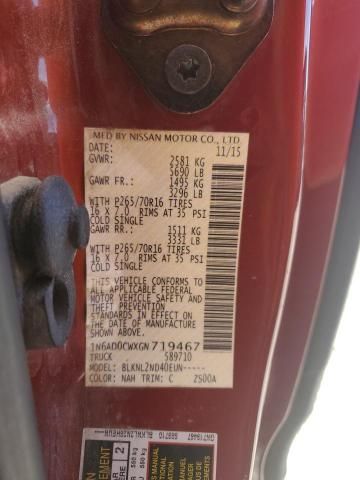 MFD BY NISSAN MOTOR CO., LTD.
DATE: 11/15
GVWR: 2581 KG
5690 LB
GAWR FR.: 1495 KG
3296 LB
WITH P265/70R16 TIRES
16 X 7.0 RIMS AT 35 PSI
COLD SINGLE
GAWR RR.: 1511 KG
3331 LB
WITH P265/70R16 TIRES
16 X 7.0 RIMS AT 35 PSI
COLD SINGLE
THIS VEHICLE CONFORMS TO
ALL APPLICABLE FEDERAL
MOTOR VEHICLE SAFETY AND
THEFT PREVENTION
STANDARDS IN EFFECT ON
THE DATE OF MANUFACTURE
SHOWN ABOVE.
1N6AD0CWXGN 719467
TRUCK 589710
MODEL: BLKNL2ND40EUN-----
COLOR: NAH TRIM: C 2500A